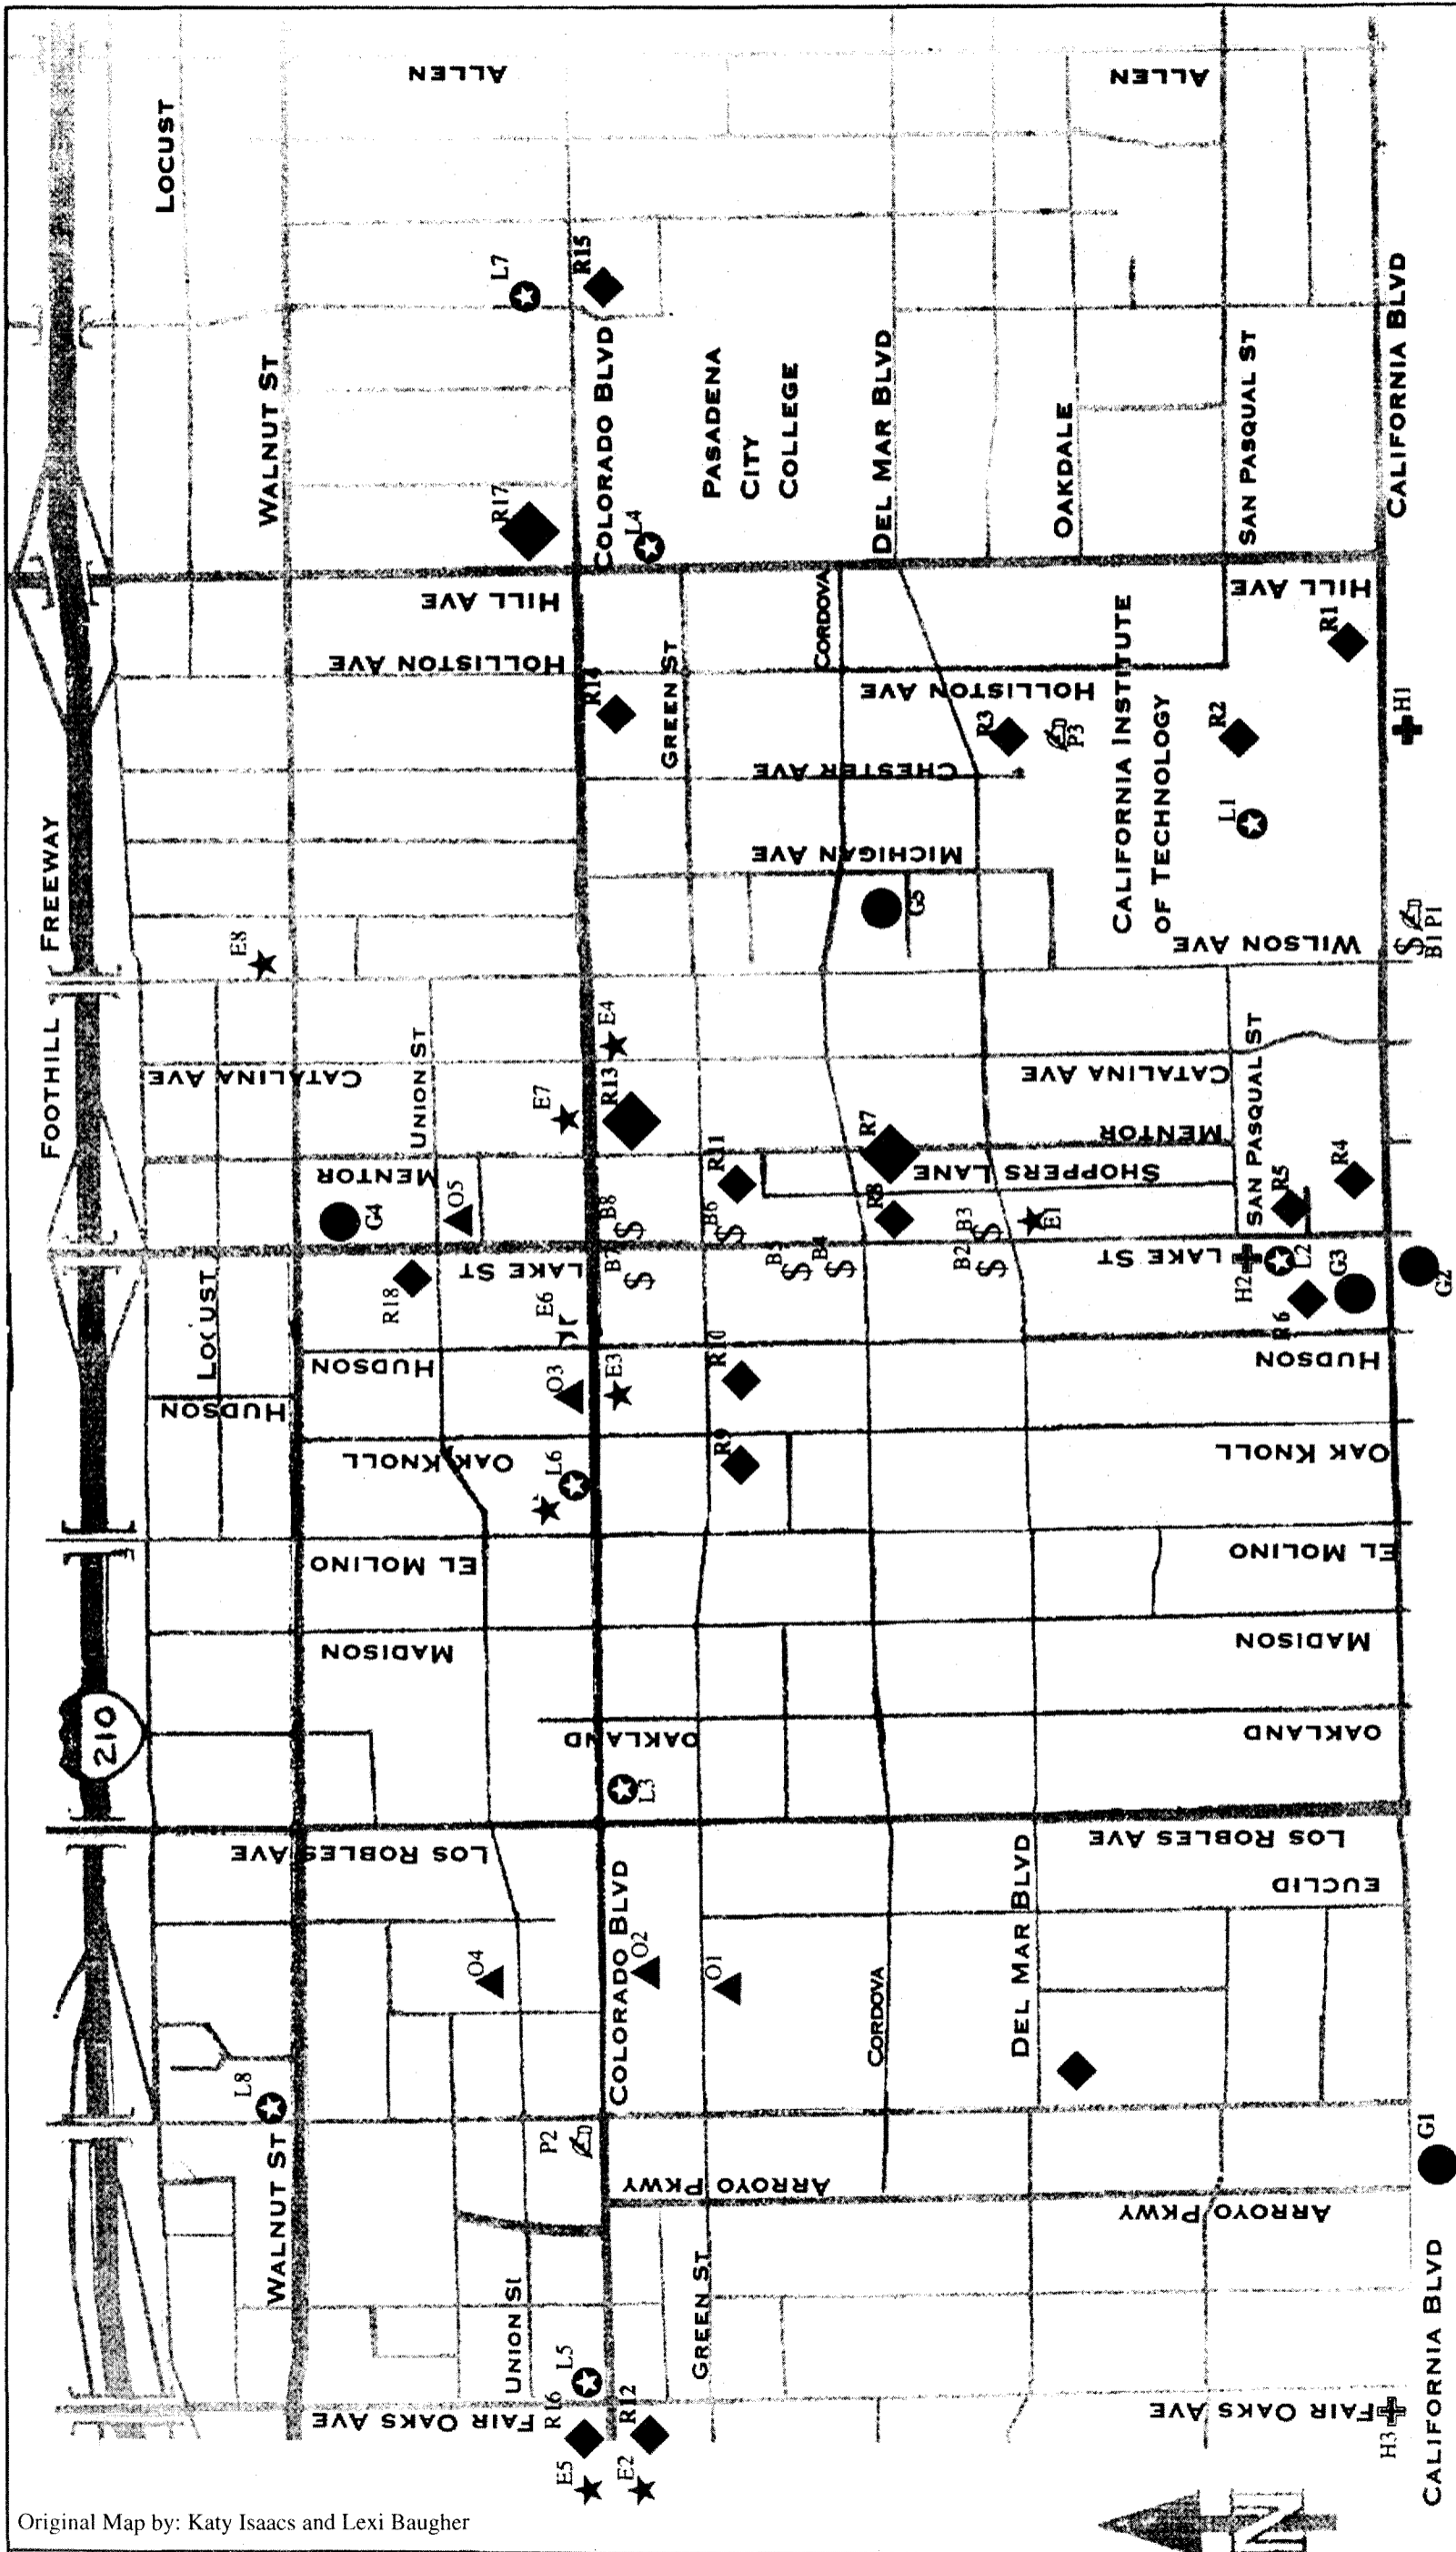 FOOTHILL FREEWAY
210
LOCUST
LOCUST
WALNUT ST
WALNUT ST
UNION ST
UNION St
COLORADO BLVD
COLORADO BLVD
GREEN ST
GREEN ST
CORDOVA
CORDOVA
DEL MAR BLVD
DEL MAR BLVD
OAKDALE
SAN PASQUAL ST
SAN PASQUAL ST
CALIFORNIA BLVD
CALIFORNIA BLVD
PASADENA
CITY
COLLEGE
CALIFORNIA INSTITUTE
OF TECHNOLOGY
FAIR OAKS AVE
FAIR OAKS AVE
ARROYO PKWY
ARROYO PKWY
EUCLID
LOS ROBLES AVE
LOS ROBLES AVE
OAKLAND
OAKLAND
MADISON
MADISON
EL MOLINO
EL MOLINO
OAK KNOLL
OAK KNOLL
HUDSON
HUDSON
HUDSON
LAKE ST
LAKE ST
SHOPPERS LANE
MENTOR
MENTOR
CATALINA AVE
CATALINA AVE
WILSON AVE
MICHIGAN AVE
CHESTER AVE
HOLLISTON AVE
HOLLISTON AVE
HILL AVE
HILL AVE
ALLEN
ALLEN
L8
E8
G4
R18
O5
O4
P2
L5
R16
E5
R12
E2
O2
O1
L3
L6
O3
E3
E6
E7
E4
R13
B7
B8
R17
L7
R15
L4
R14
R9
R10
R11
B6
B5
B4
R7
R8
B2
B3
E1
G5
R3
P3
R2
L1
R1
H1
B1
P1
H2
L2
G3
R6
R5
R4
G2
G1
H3
N
Original Map by: Katy Isaacs and Lexi Baugher